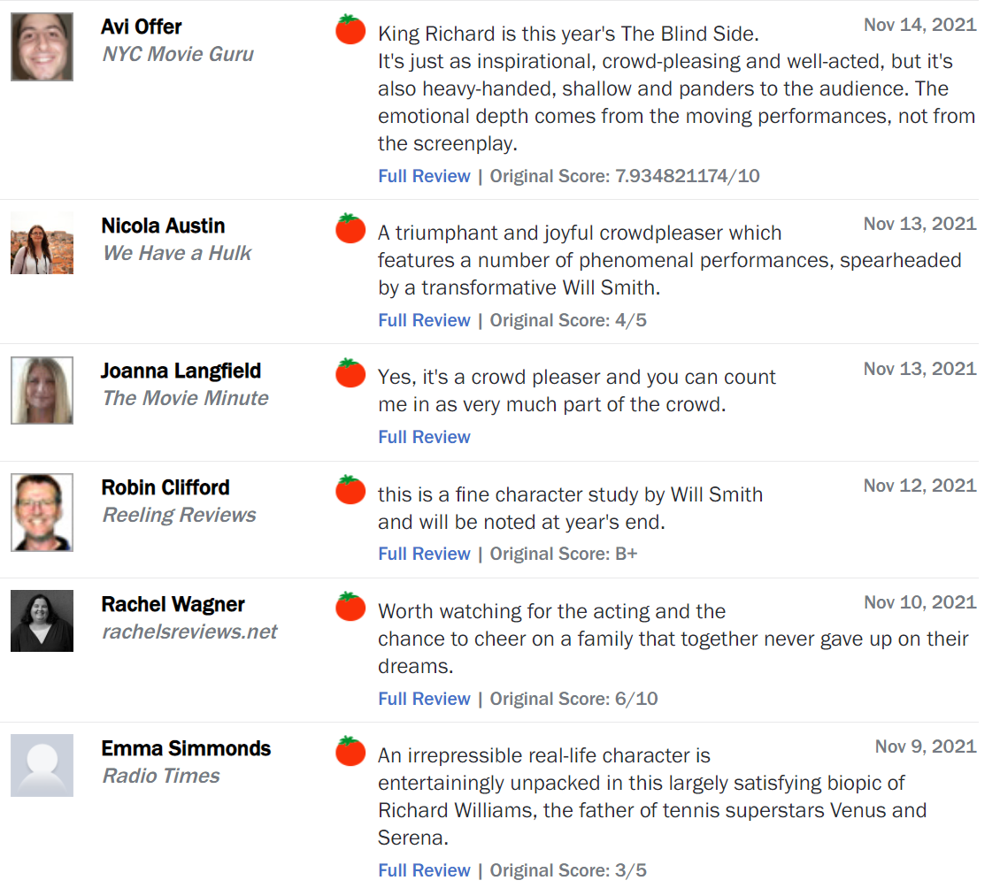 Avi Offer
NYC Movie Guru
King Richard is this year's The Blind Side.
Nov 14, 2021
It's just as inspirational, crowd-pleasing and well-acted, but it's
also heavy-handed, shallow and panders to the audience. The
emotional depth comes from the moving performances, not from
the screenplay.
Full Review | Original Score: 7.934821174/10
Nicola Austin
We Have a Hulk
A triumphant and joyful crowdpleaser which
Nov 13, 2021
features a number of phenomenal performances, spearheaded
by a transformative Will Smith.
Full Review | Original Score: 4/5
Joanna Langfield
The Movie Minute
Yes, it's a crowd pleaser and you can count
Nov 13, 2021
me in as very much part of the crowd.
Full Review
Robin Clifford
Reeling Reviews
this is a fine character study by Will Smith
Nov 12, 2021
and will be noted at year's end.
Full Review | Original Score: B+
Rachel Wagner
rachelsreviews.net
Worth watching for the acting and the
Nov 10, 2021
chance to cheer on a family that together never gave up on their
dreams.
Full Review | Original Score: 6/10
Emma Simmonds
Radio Times
An irrepressible real-life character is
Nov 9, 2021
entertainingly unpacked in this largely satisfying biopic of
Richard Williams, the father of tennis superstars Venus and
Serena.
Full Review | Original Score: 3/5